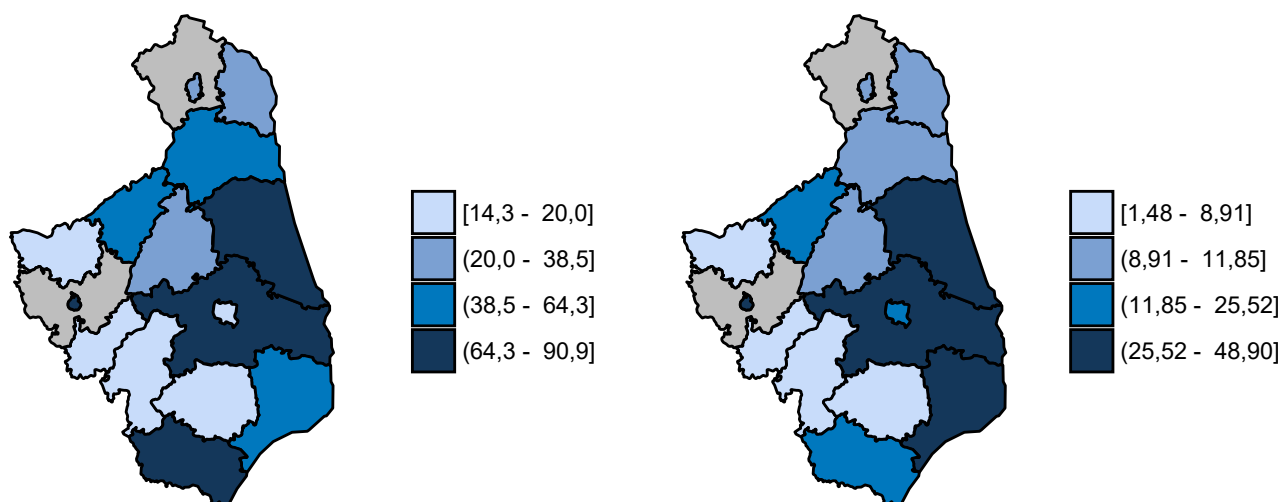 [14,3 - 20,0]
(20,0 - 38,5]
(38,5 - 64,3]
(64,3 - 90,9]
[1,48 - 8,91]
(8,91 - 11,85]
(11,85 - 25,52]
(25,52 - 48,90]